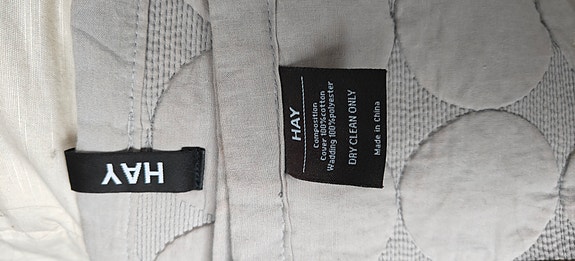 HAY
HAY
Composition
Cover 100%cotton
Wadding 100%polyester
DRY CLEAN ONLY
Made in China